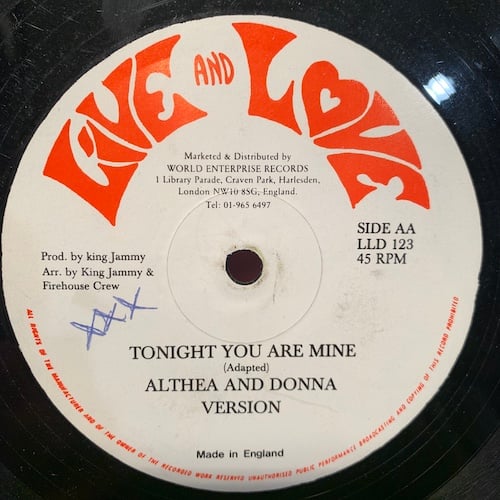 LIVE AND LOVE
Marketed & Distributed by
WORLD ENTERPRISE RECORDS
1 Library Parade, Craven Park, Harlesden,
London NW10 8SG, England.
Tel: 01-965 6497
SIDE AA
LLD 123
45 RPM
Prod. by king Jammy
Arr. by King Jammy &
Firehouse Crew
XXX
TONIGHT YOU ARE MINE
(Adapted)
ALTHEA AND DONNA
VERSION
Made in England
ALL RIGHTS OF THE MANUFACTURER AND OF THE OWNER OF THE RECORDED WORK RESERVED UNAUTHORISED PUBLIC PERFORMANCE BROADCASTING AND COPYING OF THIS RECORD PROHIBITED